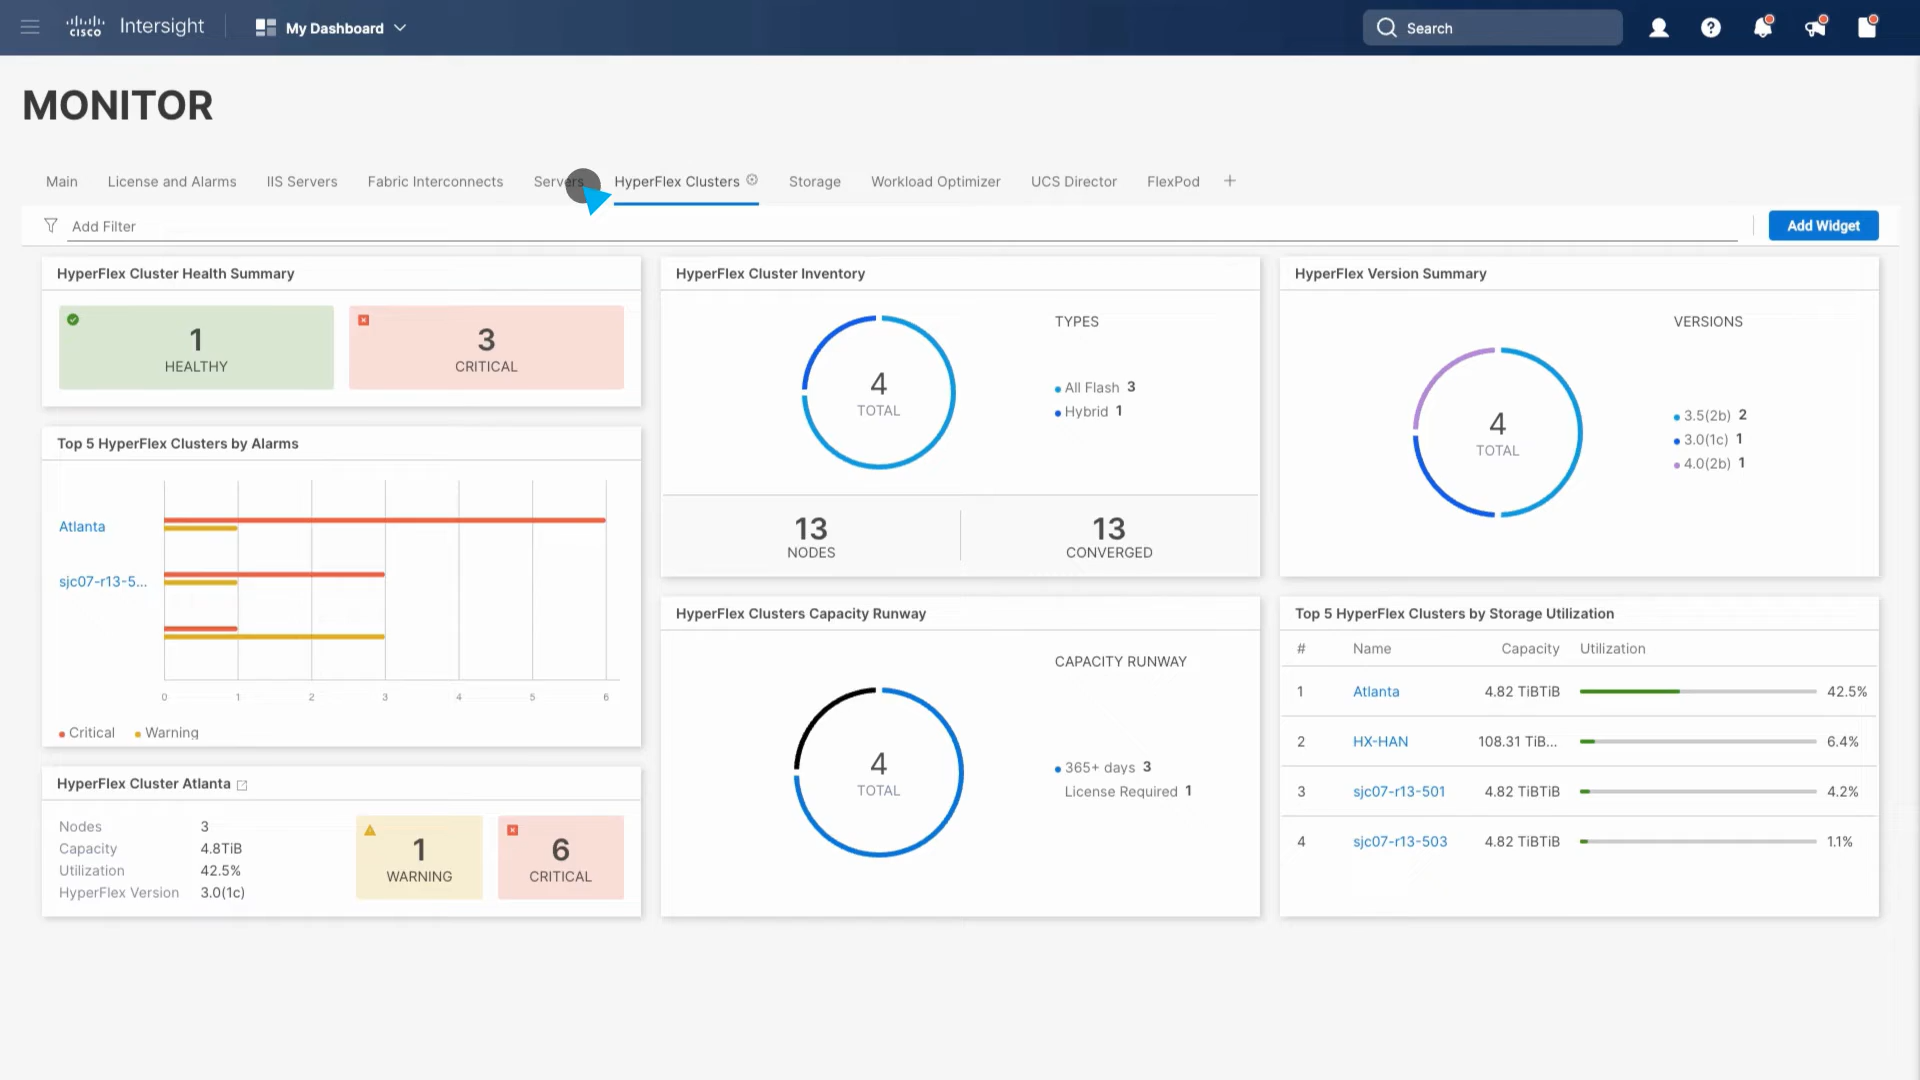 cisco Intersight My Dashboard Search
MONITOR
Main License and Alarms IIS Servers Fabric Interconnects Servers HyperFlex Clusters Storage Workload Optimizer UCS Director FlexPod +
Add Filter Add Widget
HyperFlex Cluster Health Summary
1
HEALTHY
3
CRITICAL
Top 5 HyperFlex Clusters by Alarms
Atlanta
sjc07-r13-5...
0 1 2 3 4 5 6
Critical Warning
HyperFlex Cluster Atlanta
Nodes 3
Capacity 4.8TiB
Utilization 42.5%
HyperFlex Version 3.0(1c)
1
WARNING
6
CRITICAL
HyperFlex Cluster Inventory
4
TOTAL
TYPES
All Flash 3
Hybrid 1
13
NODES
13
CONVERGED
HyperFlex Clusters Capacity Runway
4
TOTAL
CAPACITY RUNWAY
365+ days 3
License Required 1
HyperFlex Version Summary
4
TOTAL
VERSIONS
3.5(2b) 2
3.0(1c) 1
4.0(2b) 1
Top 5 HyperFlex Clusters by Storage Utilization
# Name Capacity Utilization
1 Atlanta 4.82 TiBTiB 42.5%
2 HX-HAN 108.31 TiB... 6.4%
3 sjc07-r13-501 4.82 TiBTiB 4.2%
4 sjc07-r13-503 4.82 TiBTiB 1.1%